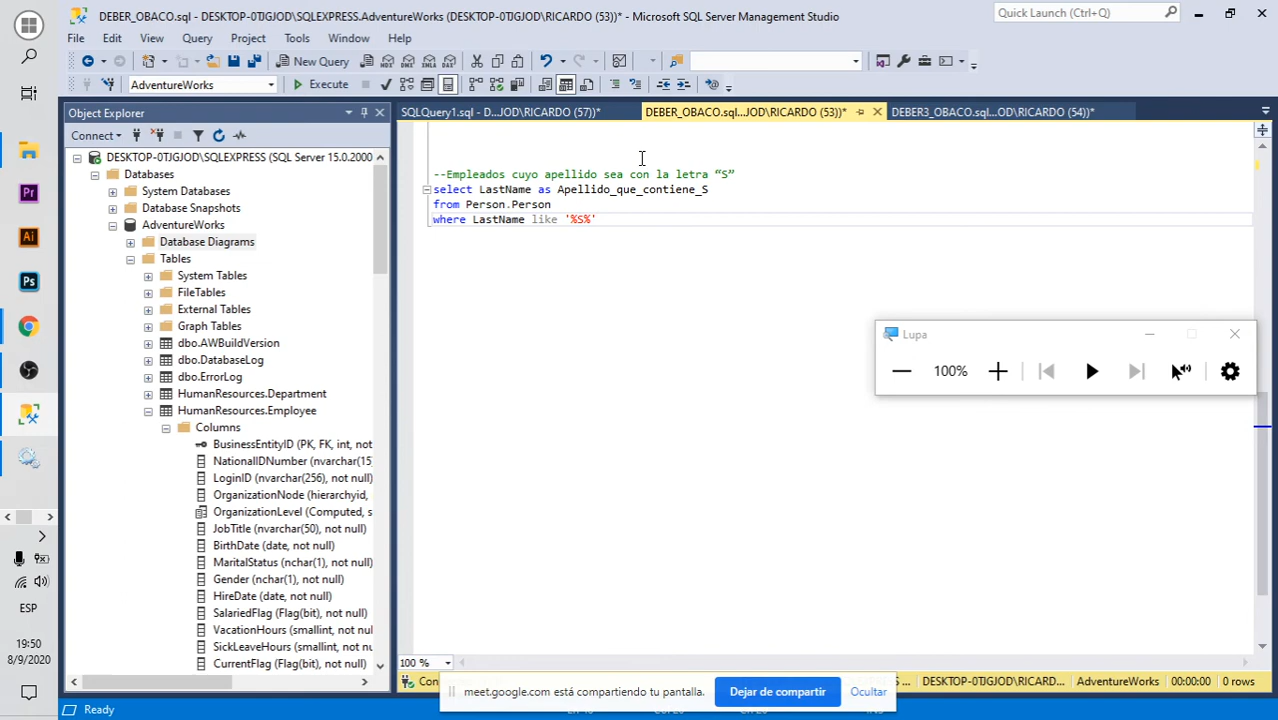 DEBER_OBACO.sql - DESKTOP-0TJGJOD\SQLEXPRESS.AdventureWorks (DESKTOP-0TJGJOD\RICARDO (53))* - Microsoft SQL Server Management Studio
Quick Launch (Ctrl+Q)
File Edit View Query Project Tools Window Help
New Query
MDX DMX XMLA DAX
AdventureWorks
Execute
Object Explorer
SQLQuery1.sql - D...JOD\RICARDO (57))*
DEBER_OBACO.sql...JOD\RICARDO (53))*
DEBER3_OBACO.sql...JOD\RICARDO (54))*
Connect
DESKTOP-0TJGJOD\SQLEXPRESS (SQL Server 15.0.2000
Databases
System Databases
Database Snapshots
AdventureWorks
Database Diagrams
Tables
System Tables
FileTables
External Tables
Graph Tables
dbo.AWBuildVersion
dbo.DatabaseLog
dbo.ErrorLog
HumanResources.Department
HumanResources.Employee
Columns
BusinessEntityID (PK, FK, int, not
NationalIDNumber (nvarchar(15)
LoginID (nvarchar(256), not null)
OrganizationNode (hierarchyid,
OrganizationLevel (Computed, s
JobTitle (nvarchar(50), not null)
BirthDate (date, not null)
MaritalStatus (nchar(1), not null)
Gender (nchar(1), not null)
HireDate (date, not null)
SalariedFlag (Flag(bit), not null)
VacationHours (smallint, not nu
SickLeaveHours (smallint, not n
CurrentFlag (Flag(bit), not null)
--Empleados cuyo apellido sea con la letra “S”
select LastName as Apellido_que_contiene_S
from Person.Person
where LastName like '%S%'
Lupa
100%
100 %
DESKTOP-0TJGJOD\RICARD... AdventureWorks 00:00:00 0 rows
meet.google.com está compartiendo tu pantalla. Dejar de compartir Ocultar
Ready
Pr
Ai
Ps
ESP
19:50
8/9/2020